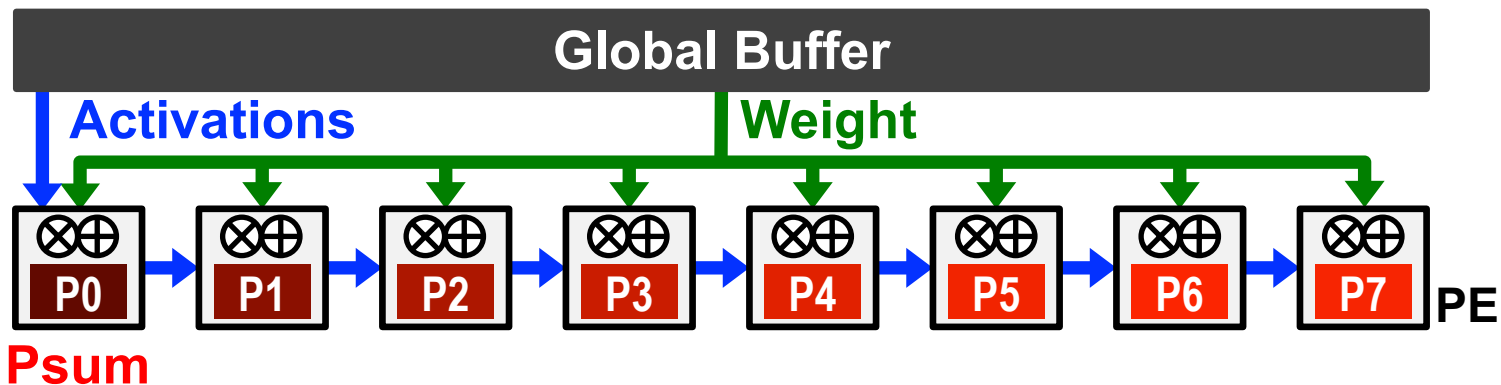 Global Buffer
Activations
Weight
P0 P1 P2 P3 P4 P5 P6 P7
PE
Psum